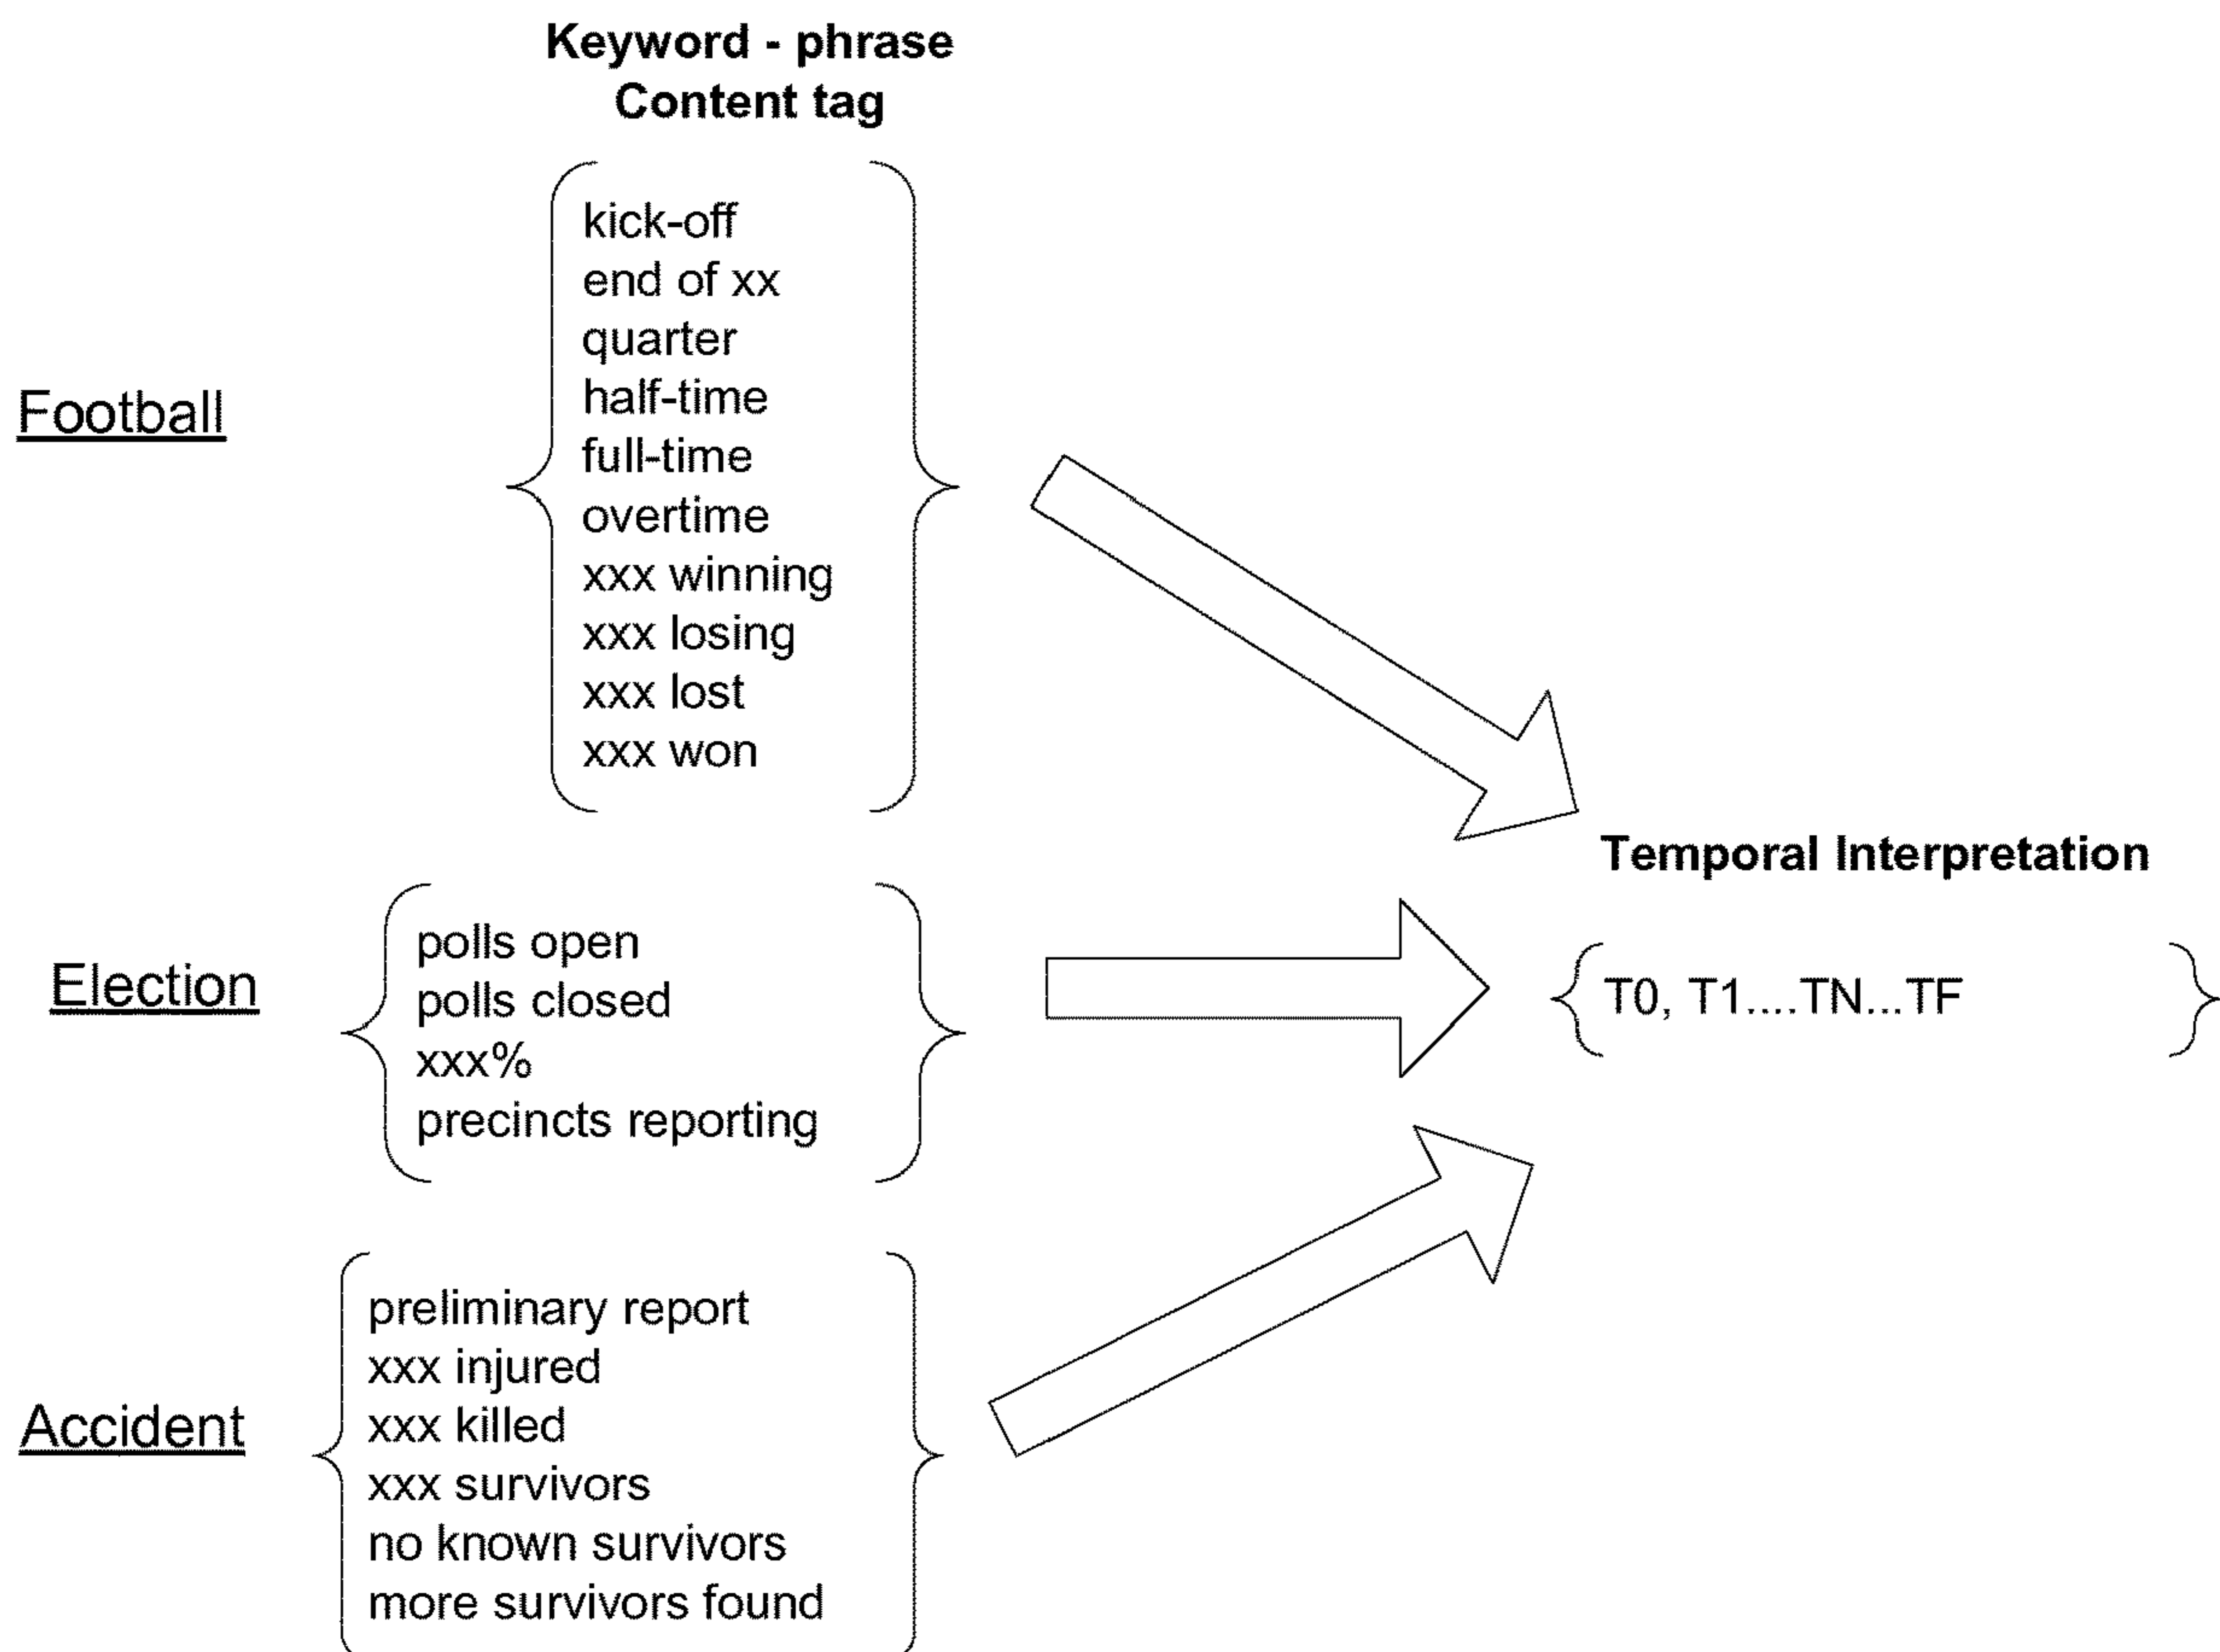 Keyword - phrase
Content tag
Football
kick-off
end of xx
quarter
half-time
full-time
overtime
xxx winning
xxx losing
xxx lost
xxx won
Temporal Interpretation
T0, T1....TN...TF
Election
polls open
polls closed
xxx%
precincts reporting
Accident
preliminary report
xxx injured
xxx killed
xxx survivors
no known survivors
more survivors found